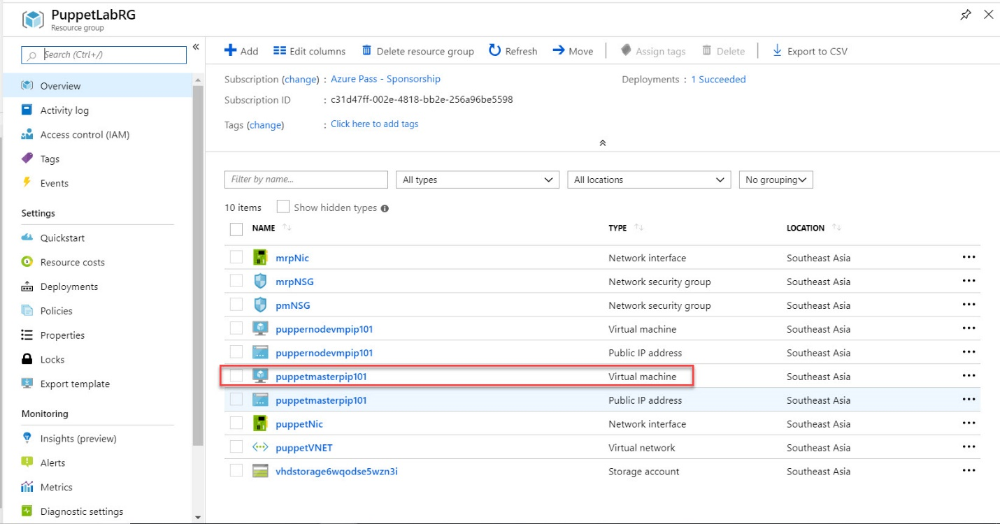 PuppetLabRG
Resource group
Search (Ctrl+/)
Overview
Activity log
Access control (IAM)
Tags
Events
Settings
Quickstart
Resource costs
Deployments
Policies
Properties
Locks
Export template
Monitoring
Insights (preview)
Alerts
Metrics
Diagnostic settings
Add Edit columns Delete resource group Refresh Move Assign tags Delete Export to CSV
Subscription (change) : Azure Pass - Sponsorship Deployments : 1 Succeeded
Subscription ID : c31d47ff-002e-4818-bb2e-256a96be5598
Tags (change) : Click here to add tags
Filter by name... All types All locations No grouping
10 items Show hidden types
NAME TYPE LOCATION
mrpNic Network interface Southeast Asia
mrpNSG Network security group Southeast Asia
pmNSG Network security group Southeast Asia
puppernodevmpip101 Virtual machine Southeast Asia
puppernodevmpip101 Public IP address Southeast Asia
puppetmasterpip101 Virtual machine Southeast Asia
puppetmasterpip101 Public IP address Southeast Asia
puppetNic Network interface Southeast Asia
puppetVNET Virtual network Southeast Asia
vhdstorage6wqodse5wzn3i Storage account Southeast Asia